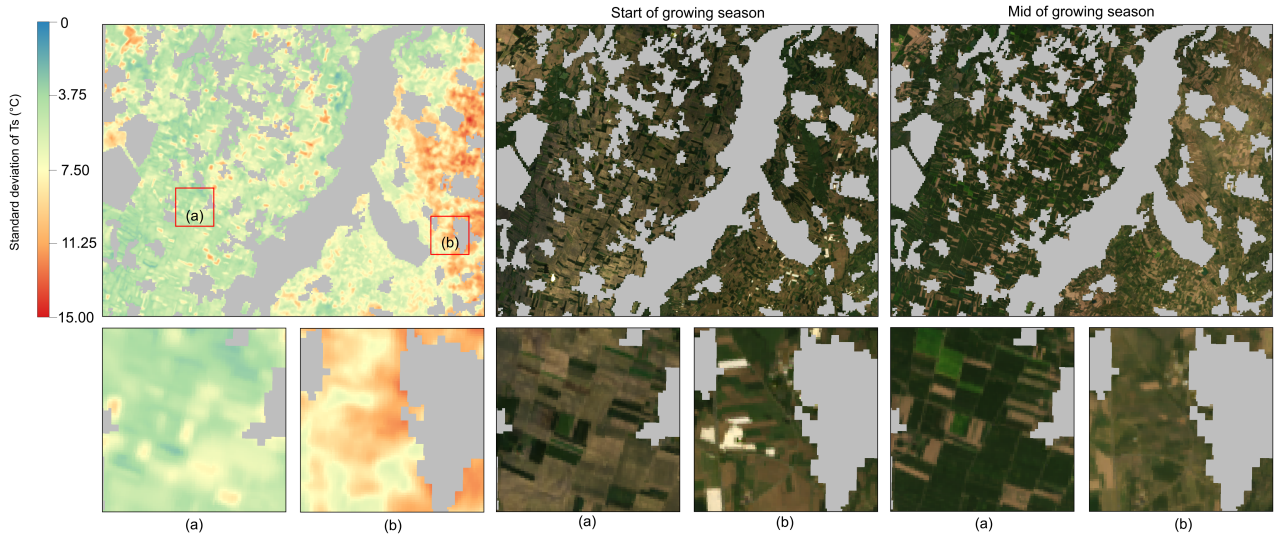 Start of growing season
Mid of growing season
Standard deviation of Ts (°C)
0
3.75
7.50
11.25
15.00
(a)
(b)
(a)
(b)
(a)
(b)
(a)
(b)